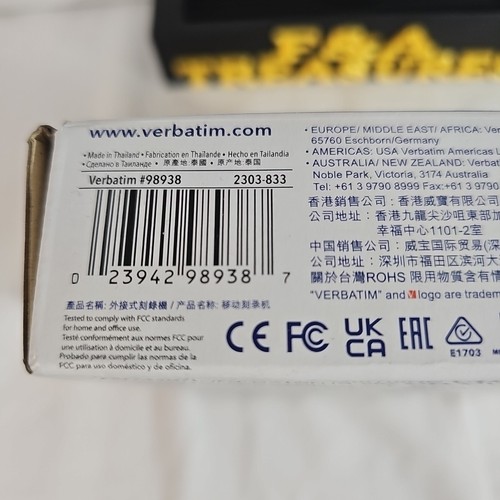 F&A
TREASURES
www.verbatim.com
• Made in Thailand • Fabrication en Thaïlande • Hecho en Tailandia
• Сделано в Таиланде • 原產地 泰國 • 原产地 泰国
Verbatim #98938 2303-833
0 23942 98938 7
產品名稱: 外接式刻錄機 / 产品名称: 移动刻录机
Tested to comply with FCC standards
for home and office use.
Testé conformément aux normes FCC pour
une utilisation à domicile et au bureau.
Probado para cumplir las normas de la
FCC para uso doméstico y de oficina.
CE FC UK CA EAC E1703
• EUROPE/ MIDDLE EAST/ AFRICA: Ver
65760 Eschborn/Germany
• AMERICAS: USA Verbatim Americas L
• AUSTRALIA/ NEW ZEALAND: Verbati
Noble Park, Victoria, 3174 Australia
Tel: +61 3 9790 8999 Fax:+61 3 9790
香港銷售公司 : 香港威寶有限公司
公司地址 : 香港九龍尖沙咀東部加
幸福中心1101-2室
中国销售公司 : 威宝国际贸易(深
公司地址 : 深圳市福田区滨河大
關於台灣ROHS 限用物質含有情
"VERBATIM" and logo are tradem